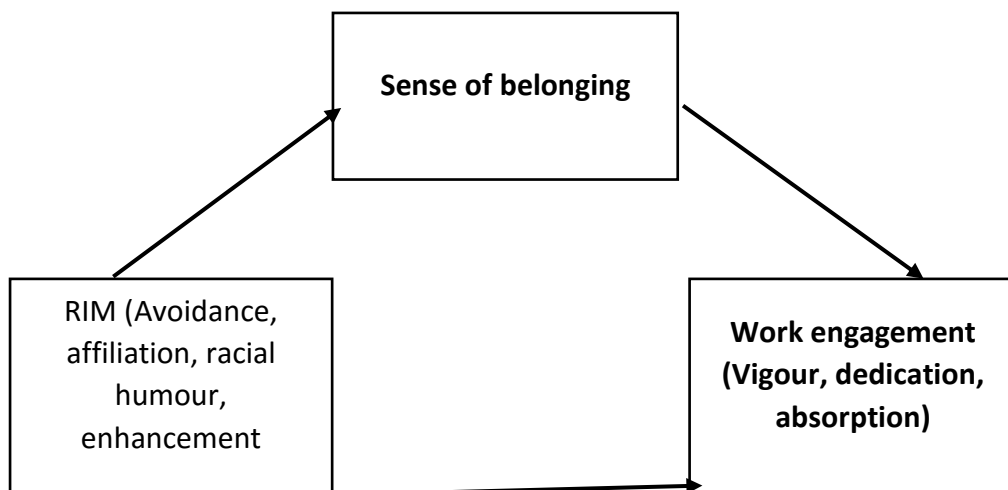 Sense of belonging
RIM (Avoidance,
affiliation, racial
humour,
enhancement
Work engagement
(Vigour, dedication,
absorption)